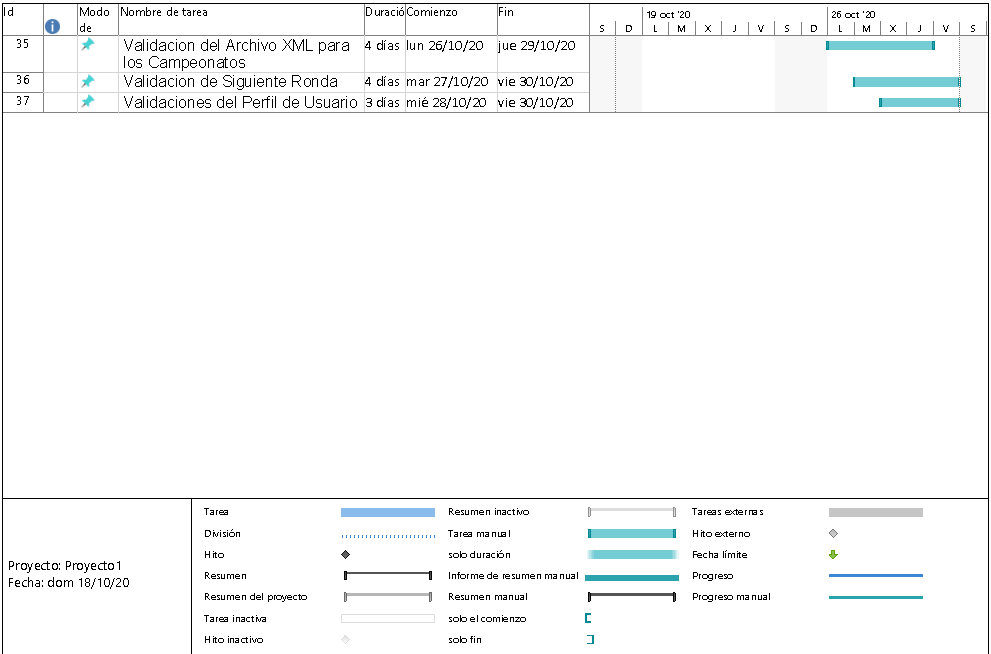 Id Modo de Nombre de tarea Duració Comienzo Fin
19 oct '20 26 oct '20
S D L M X J V S D L M X J V S
35 Validacion del Archivo XML para los Campeonatos 4 días lun 26/10/20 jue 29/10/20
36 Validacion de Siguiente Ronda 4 días mar 27/10/20 vie 30/10/20
37 Validaciones del Perfil de Usuario 3 días mié 28/10/20 vie 30/10/20
Proyecto: Proyecto1
Fecha: dom 18/10/20
Tarea
División
Hito
Resumen
Resumen del proyecto
Tarea inactiva
Hito inactivo
Resumen inactivo
Tarea manual
solo duración
Informe de resumen manual
Resumen manual
solo el comienzo
solo fin
Tareas externas
Hito externo
Fecha límite
Progreso
Progreso manual